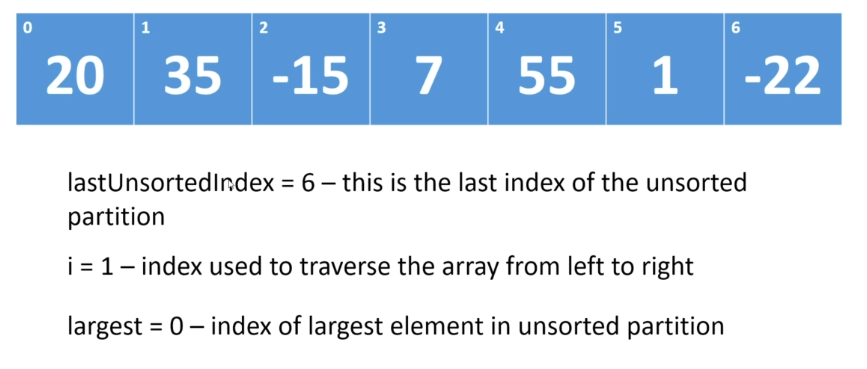 0 1 2 3 4 5 6
20 35 -15 7 55 1 -22
lastUnsortedIndex = 6 – this is the last index of the unsorted
partition
i = 1 – index used to traverse the array from left to right
largest = 0 – index of largest element in unsorted partition